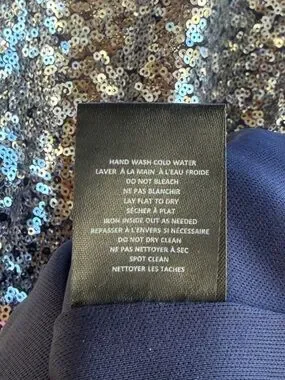 HAND WASH COLD WATER
LAVER À LA MAIN À L'EAU FROIDE
DO NOT BLEACH
NE PAS BLANCHIR
LAY FLAT TO DRY
SÉCHER À PLAT
IRON INSIDE OUT AS NEEDED
REPASSER À L'ENVERS SI NÉCESSAIRE
DO NOT DRY CLEAN
NE PAS NETTOYER À SEC
SPOT CLEAN
NETTOYER LES TACHES